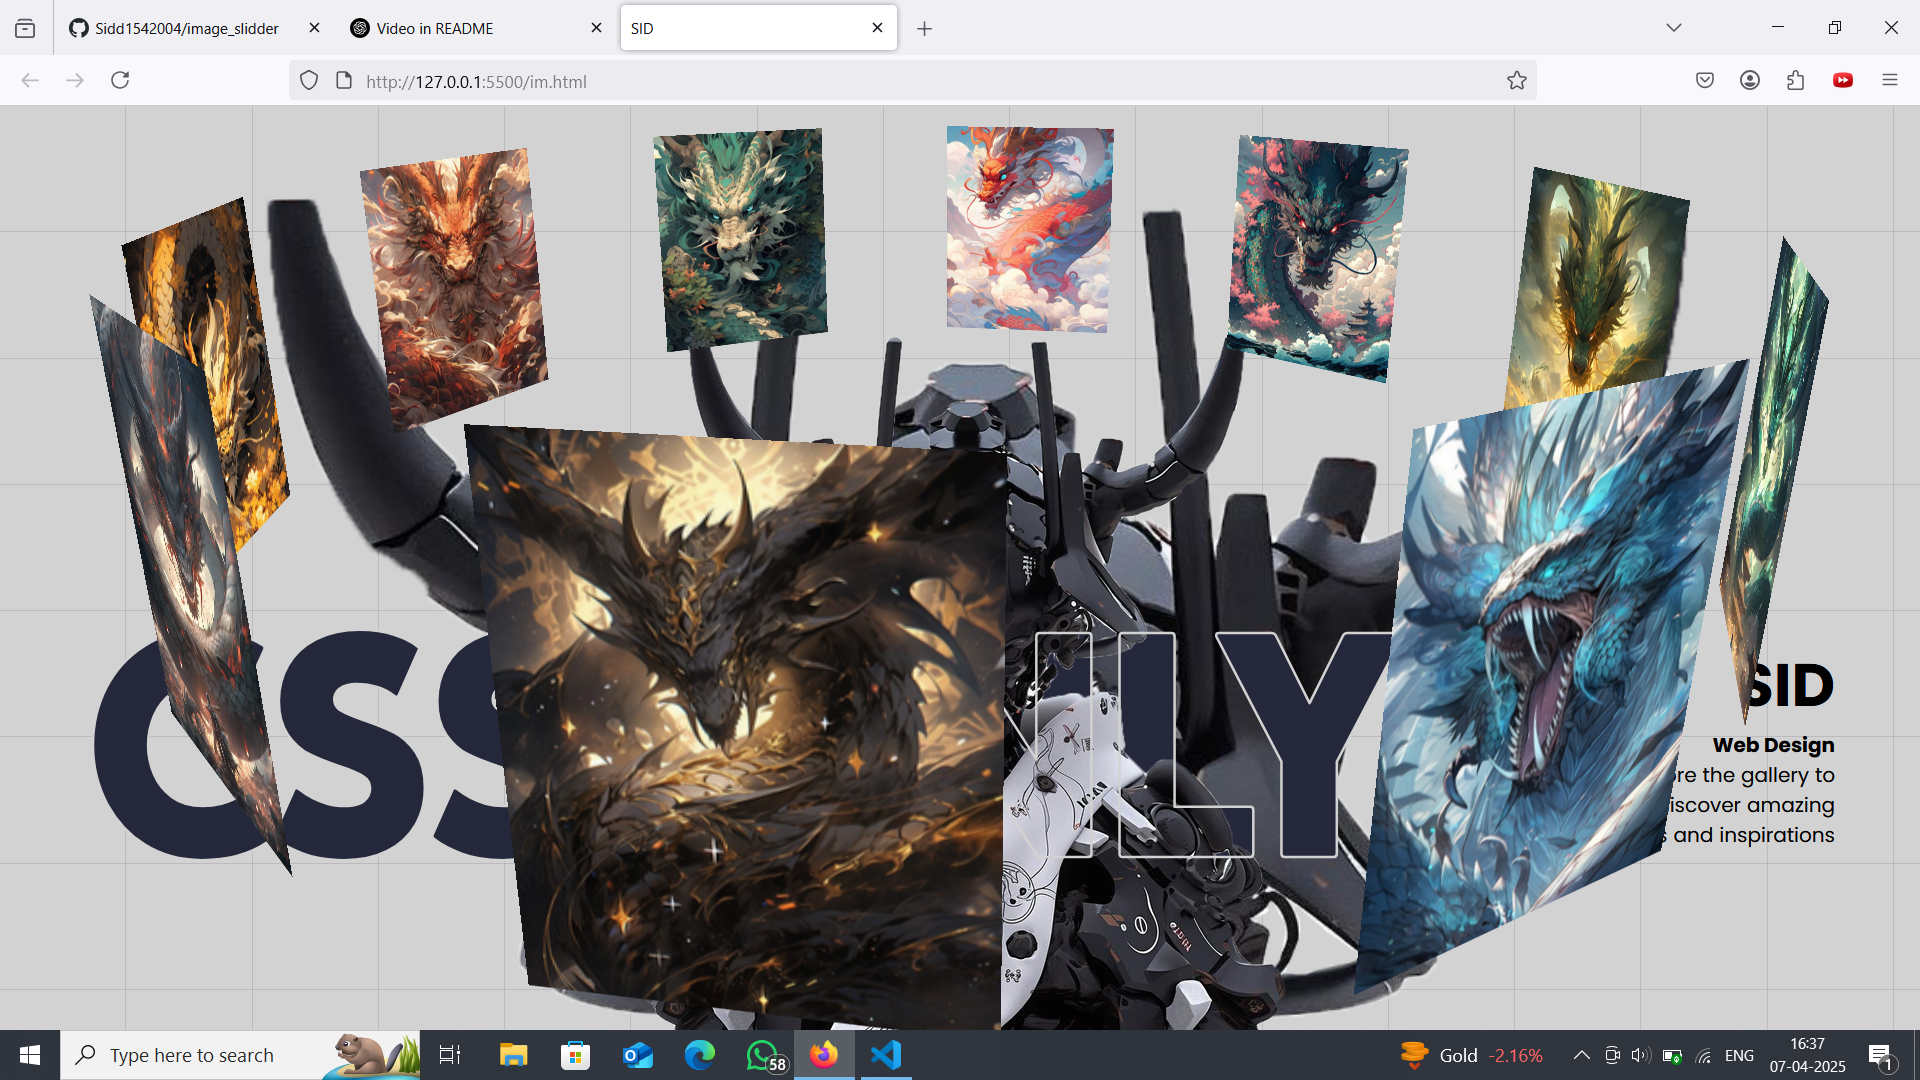 Sidd1542004/image_slidder
Video in README
SID
http://127.0.0.1:5500/im.html
CSS
LY
SID
Web Design
ore the gallery to
iscover amazing
and inspirations
Type here to search
58
Gold -2.16%
ENG
16:37
07-04-2025
1